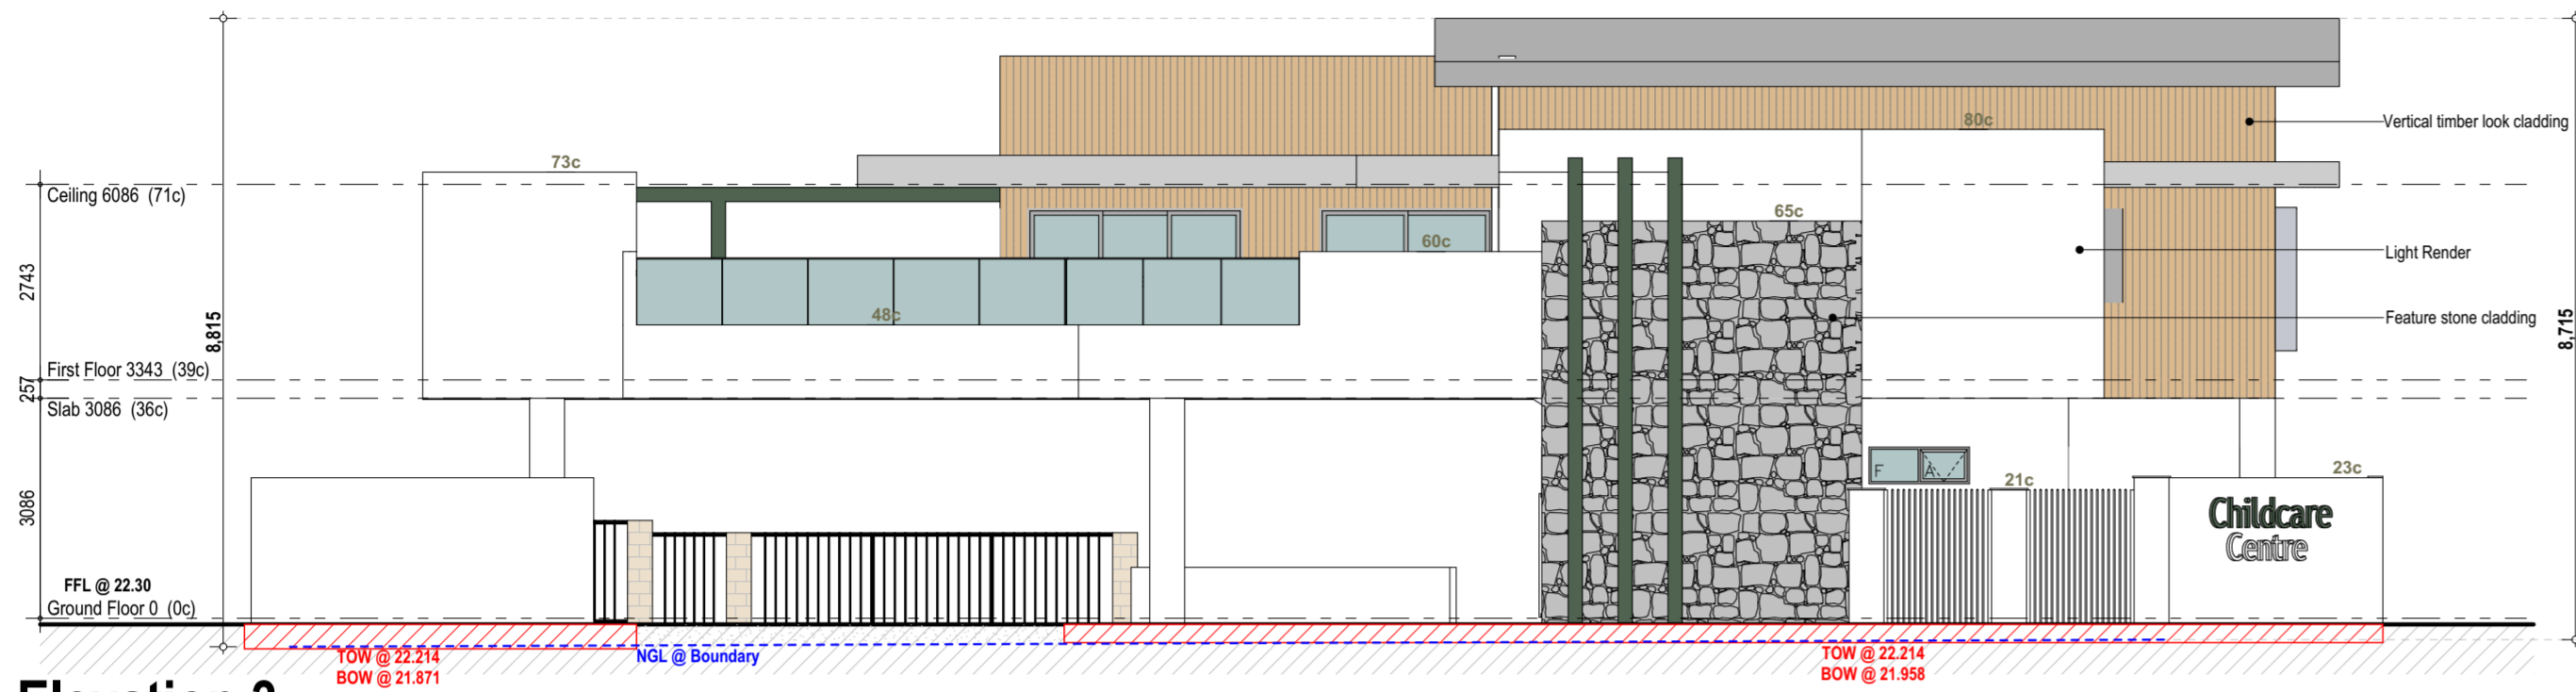 80c
Vertical timber look cladding
73c
Ceiling 6086 (71c)
65c
60c
Light Render
2743
48c
Feature stone cladding
8,815
8,715
First Floor 3343 (39c)
257
Slab 3086 (36c)
F
A
23c
21c
3086
Childcare
Centre
FFL @ 22.30
Ground Floor 0 (0c)
TOW @ 22.214
BOW @ 21.871
NGL @ Boundary
TOW @ 22.214
BOW @ 21.958